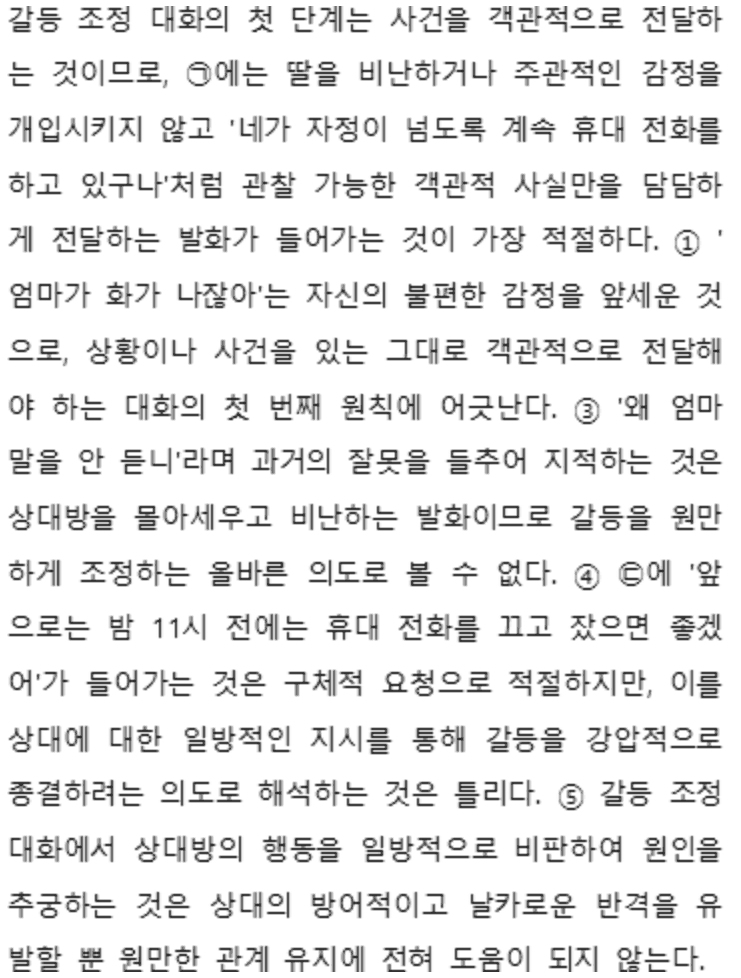 갈등 조정 대화의 첫 단계는 사건을 객관적으로 전달하
는 것이므로, ㉠에는 딸을 비난하거나 주관적인 감정을
개입시키지 않고 '네가 자정이 넘도록 계속 휴대 전화를
하고 있구나'처럼 관찰 가능한 객관적 사실만을 담담하
게 전달하는 발화가 들어가는 것이 가장 적절하다. ① '
엄마가 화가 나잖아'는 자신의 불편한 감정을 앞세운 것
으로, 상황이나 사건을 있는 그대로 객관적으로 전달해
야 하는 대화의 첫 번째 원칙에 어긋난다. ③ '왜 엄마
말을 안 듣니'라며 과거의 잘못을 들추어 지적하는 것은
상대방을 몰아세우고 비난하는 발화이므로 갈등을 원만
하게 조정하는 올바른 의도로 볼 수 없다. ④ ㉢에 '앞
으로는 밤 11시 전에는 휴대 전화를 끄고 잤으면 좋겠
어'가 들어가는 것은 구체적 요청으로 적절하지만, 이를
상대에 대한 일방적인 지시를 통해 갈등을 강압적으로
종결하려는 의도로 해석하는 것은 틀리다. ⑤ 갈등 조정
대화에서 상대방의 행동을 일방적으로 비판하여 원인을
추궁하는 것은 상대의 방어적이고 날카로운 반격을 유
발할 뿐 원만한 관계 유지에 전혀 도움이 되지 않는다.